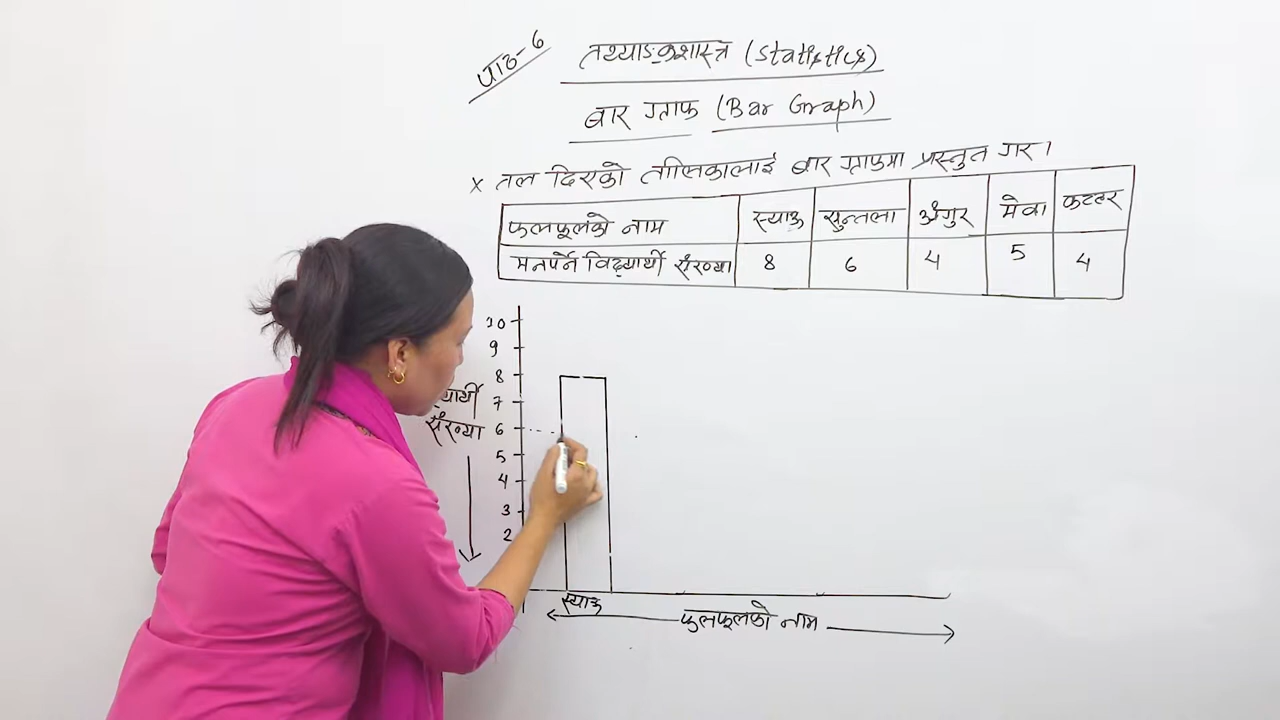 पाठ-6
तथ्याङ्कशास्त्र (Statistics)
बार ग्राफ (Bar Graph)
x तल दिएको तालिकालाई बार ग्राफमा प्रस्तुत गर।
फलफूलको नाम स्याऊ सुन्तला अंगुर मेवा कटहर
मनपर्ने विद्यार्थी संख्या 8 6 4 5 4
10
9
8
7
6
5
4
3
2
संख्या
स्याऊ
फलफूलको नाम